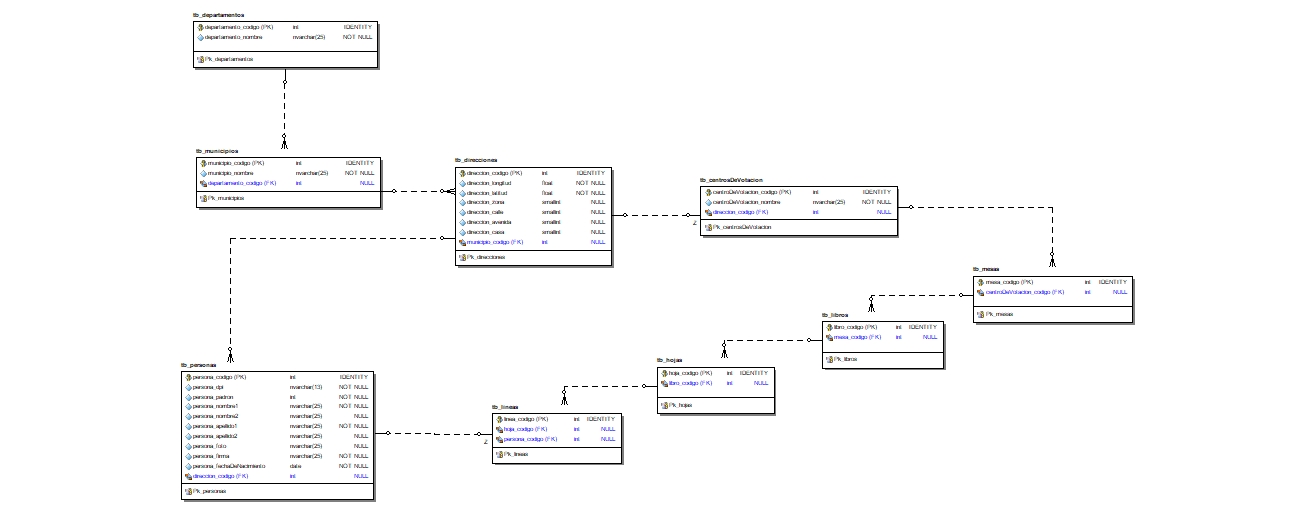 tb_departamentos
departamento_codigo (PK) int IDENTITY
departamento_nombre nvarchar(25) NOT NULL
Pk_departamentos
tb_municipios
municipio_codigo (PK) int IDENTITY
municipio_nombre nvarchar(25) NOT NULL
departamento_codigo (FK) int NULL
Pk_municipios
tb_direcciones
direccion_codigo (PK) int IDENTITY
direccion_longitud float NOT NULL
direccion_latitud float NOT NULL
direccion_zona smallint NULL
direccion_calle smallint NULL
direccion_avenida smallint NULL
direccion_casa smallint NULL
municipio_codigo (FK) int NULL
Pk_direcciones
tb_centrosDeVotacion
centroDeVotacion_codigo (PK) int IDENTITY
centroDeVotacion_nombre nvarchar(25) NOT NULL
direccion_codigo (FK) int NULL
Pk_centrosDeVotacion
Z
tb_mesas
mesa_codigo (PK) int IDENTITY
centroDeVotacion_codigo (FK) int NULL
Pk_mesas
tb_libros
libro_codigo (PK) int IDENTITY
mesa_codigo (FK) int NULL
Pk_libros
tb_hojas
hoja_codigo (PK) int IDENTITY
libro_codigo (FK) int NULL
Pk_hojas
tb_lineas
linea_codigo (PK) int IDENTITY
hoja_codigo (FK) int NULL
persona_codigo (FK) int NULL
Pk_lineas
Z
tb_personas
persona_codigo (PK) int IDENTITY
persona_dpi nvarchar(13) NOT NULL
persona_padron int NOT NULL
persona_nombre1 nvarchar(25) NOT NULL
persona_nombre2 nvarchar(25) NULL
persona_apellido1 nvarchar(25) NOT NULL
persona_apellido2 nvarchar(25) NULL
persona_foto nvarchar(25) NULL
persona_firma nvarchar(25) NOT NULL
persona_fechaDeNacimiento date NOT NULL
direccion_codigo (FK) int NULL
Pk_personas